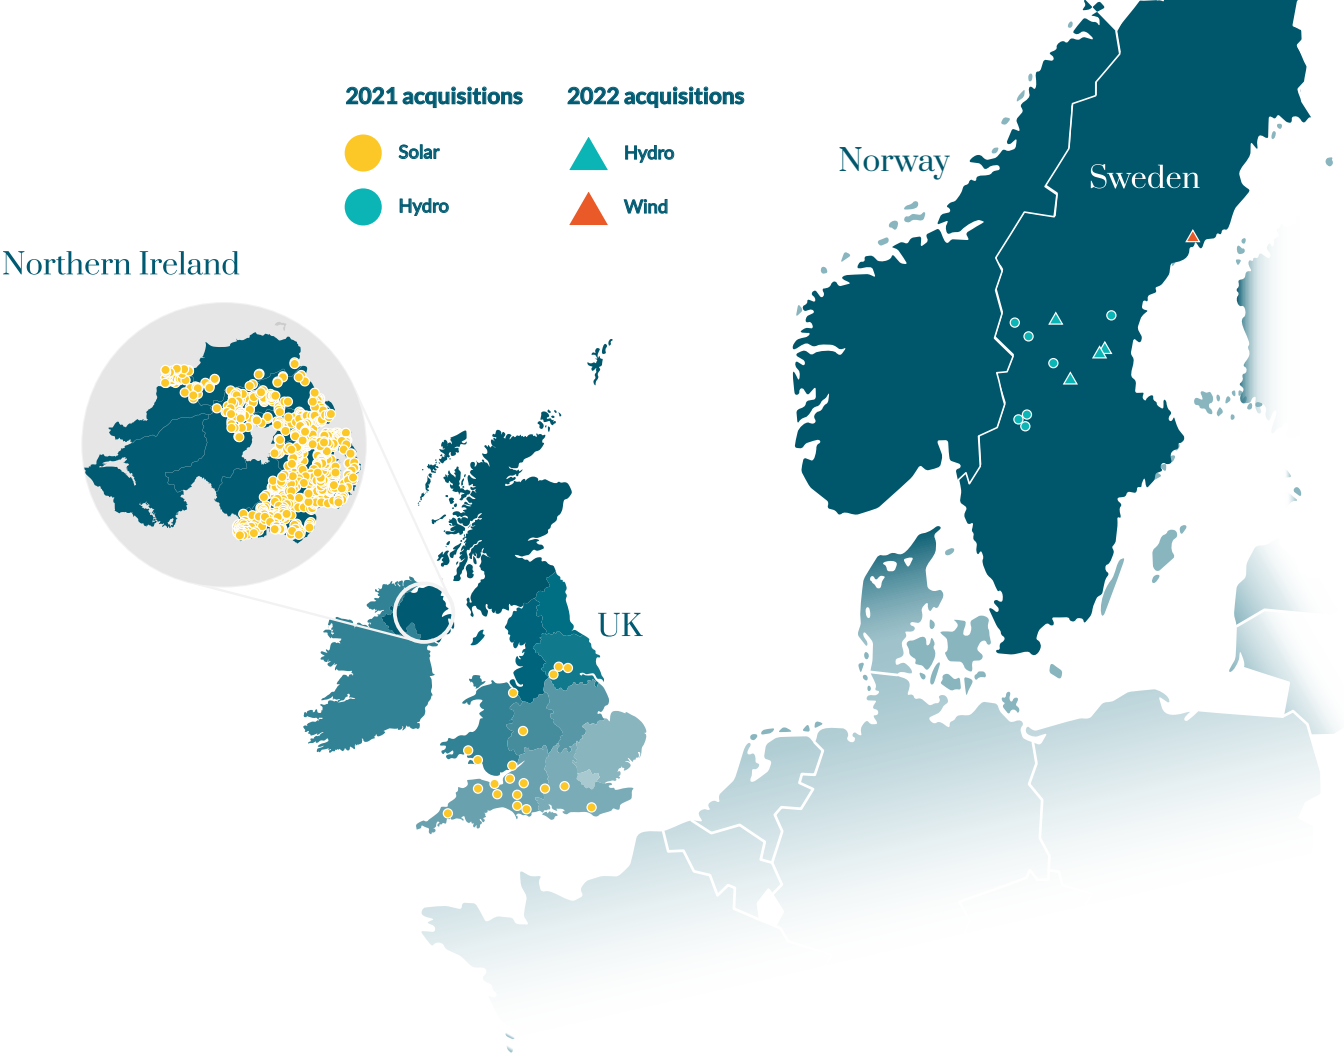 2021 acquisitions
2022 acquisitions
Solar
Hydro
Hydro
Wind
Norway
Sweden
Northern Ireland
UK